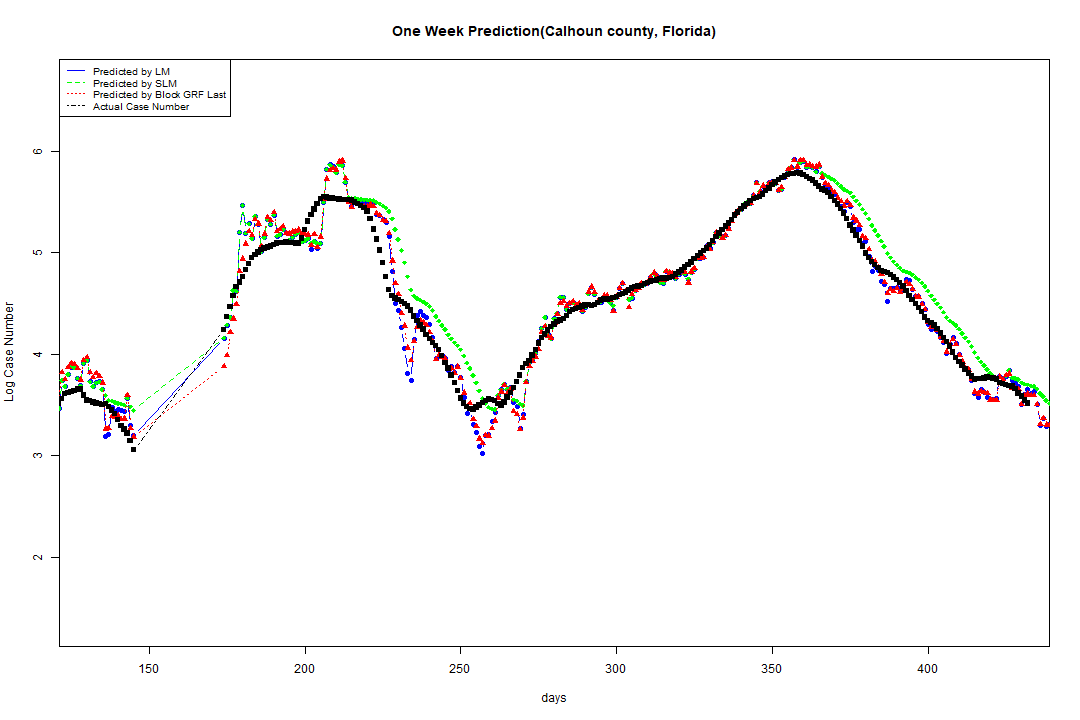 One Week Prediction(Calhoun county, Florida)
Predicted by LM
Predicted by SLM
Predicted by Block GRF Last
Actual Case Number
Log Case Number
6
5
4
3
2
150 200 250 300 350 400
days